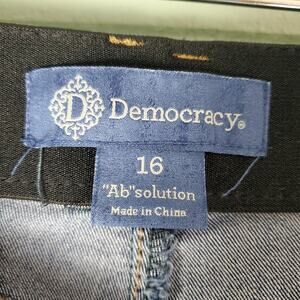 D Democracy®
16
"Ab"solution
Made in China